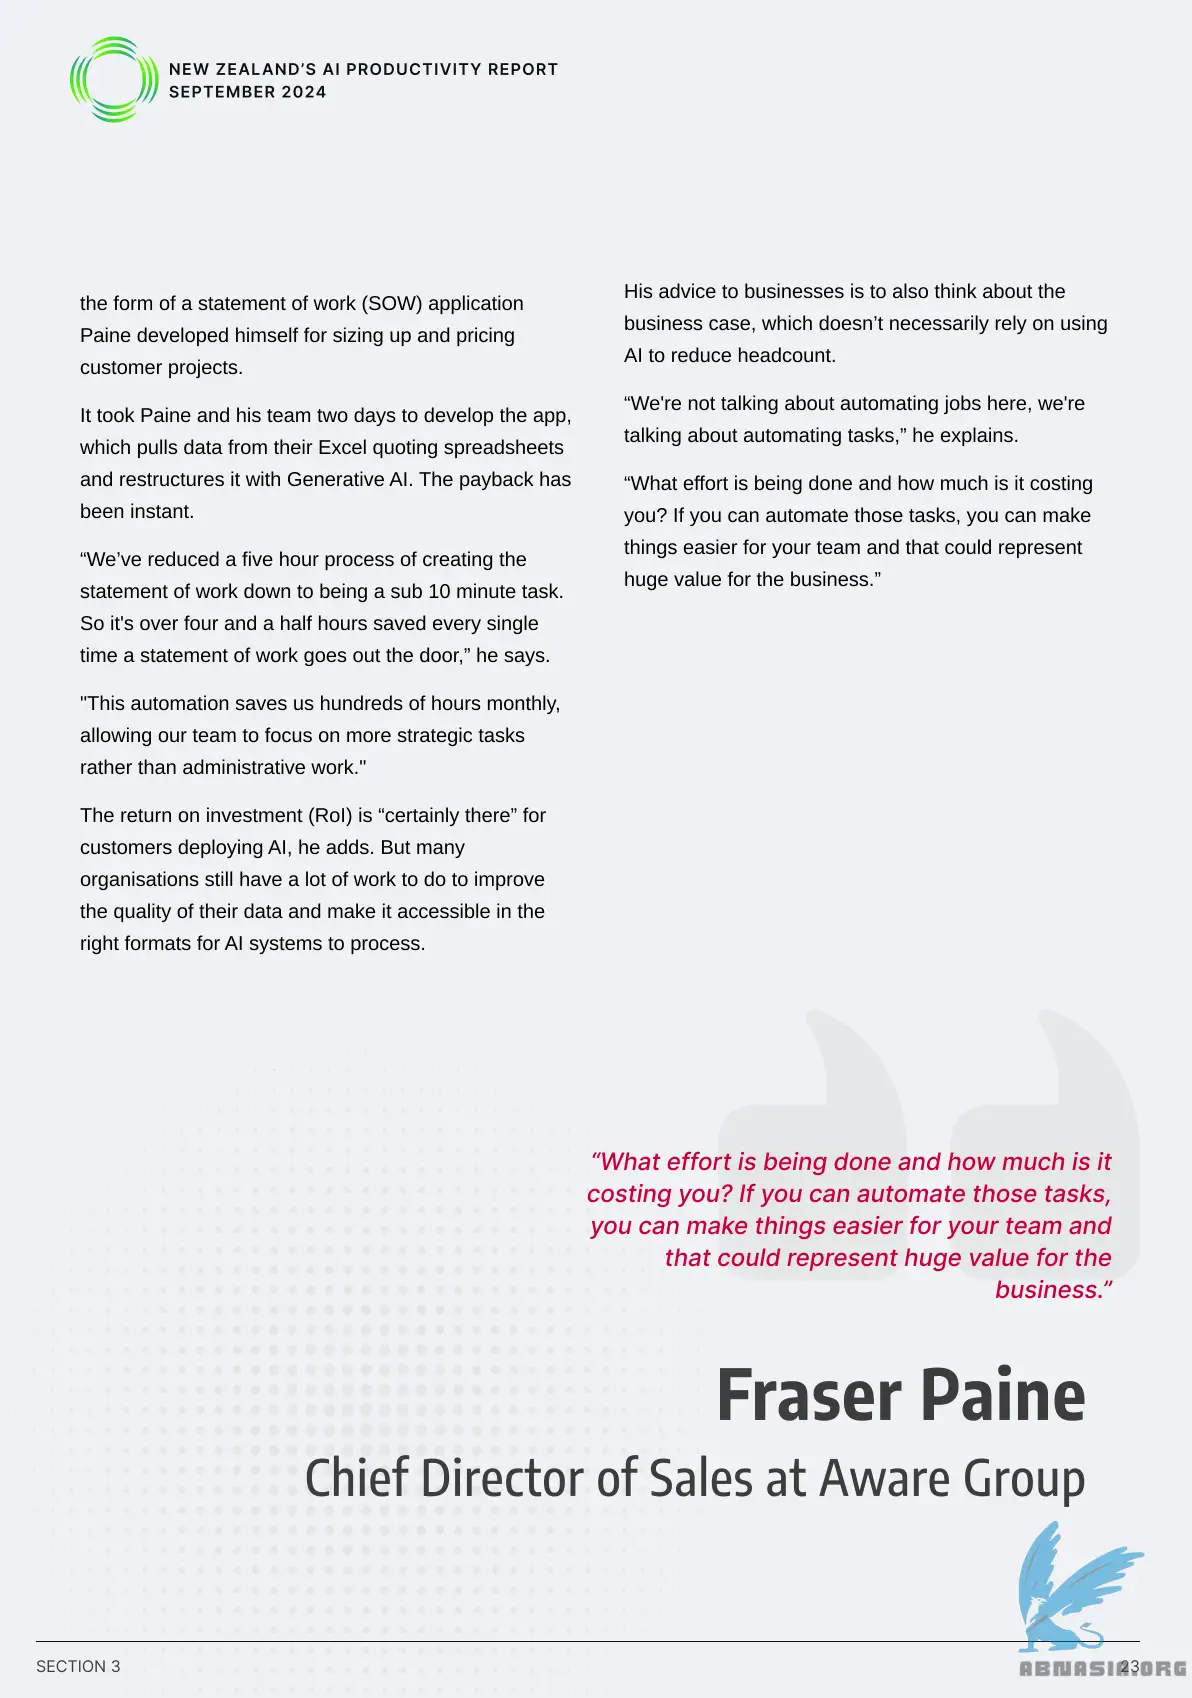 NEW ZEALAND’S AI PRODUCTIVITY REPORT
SEPTEMBER 2024
the form of a statement of work (SOW) application
Paine developed himself for sizing up and pricing
customer projects.
It took Paine and his team two days to develop the app,
which pulls data from their Excel quoting spreadsheets
and restructures it with Generative AI. The payback has
been instant.
“We’ve reduced a five hour process of creating the
statement of work down to being a sub 10 minute task.
So it's over four and a half hours saved every single
time a statement of work goes out the door,” he says.
"This automation saves us hundreds of hours monthly,
allowing our team to focus on more strategic tasks
rather than administrative work."
The return on investment (RoI) is “certainly there” for
customers deploying AI, he adds. But many
organisations still have a lot of work to do to improve
the quality of their data and make it accessible in the
right formats for AI systems to process.
His advice to businesses is to also think about the
business case, which doesn’t necessarily rely on using
AI to reduce headcount.
“We're not talking about automating jobs here, we're
talking about automating tasks,” he explains.
“What effort is being done and how much is it costing
you? If you can automate those tasks, you can make
things easier for your team and that could represent
huge value for the business.”
“What effort is being done and how much is it
costing you? If you can automate those tasks,
you can make things easier for your team and
that could represent huge value for the
business.”
Fraser Paine
Chief Director of Sales at Aware Group
SECTION 3
23
ABNASIA.ORG